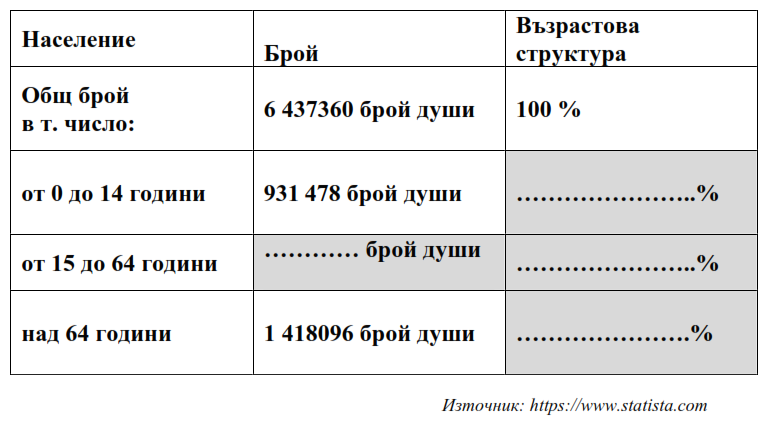 Население
Брой
Възрастова
структура
Общ брой
в т. число:
6 437360 брой души
100 %
от 0 до 14 години
931 478 брой души
…………………..%
от 15 до 64 години
………… брой души
…………………..%
над 64 години
1 418096 брой души
………………….%
Източник: https://www.statista.com